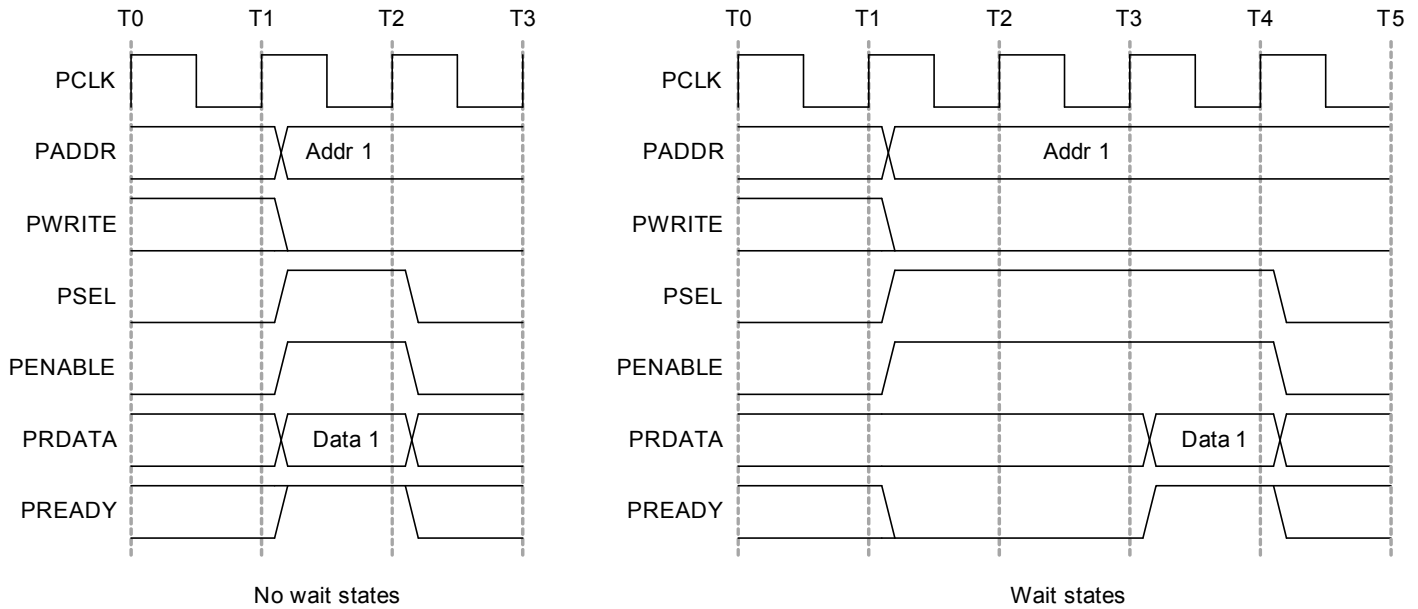 T0 T1 T2 T3
PCLK
PADDR Addr 1
PWRITE
PSEL
PENABLE
PRDATA Data 1
PREADY
No wait states
T0 T1 T2 T3 T4 T5
PCLK
PADDR Addr 1
PWRITE
PSEL
PENABLE
PRDATA Data 1
PREADY
Wait states